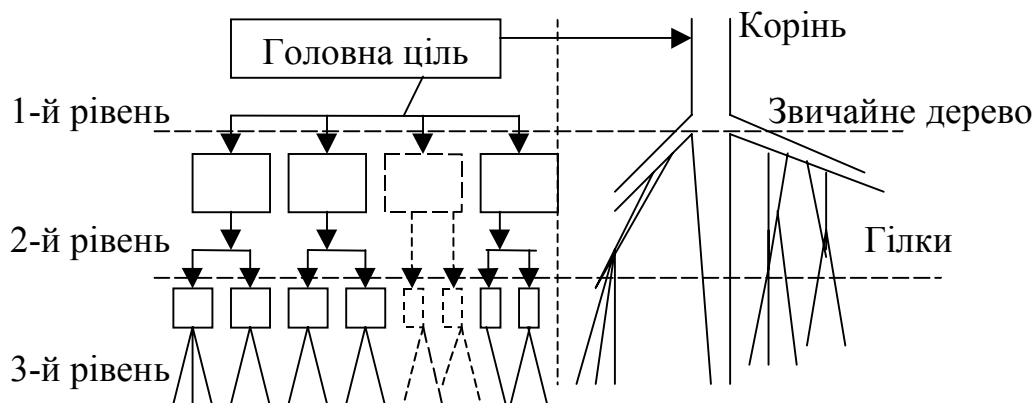 Корінь
Головна ціль
1-й рівень
Звичайне дерево
2-й рівень
Гілки
3-й рівень